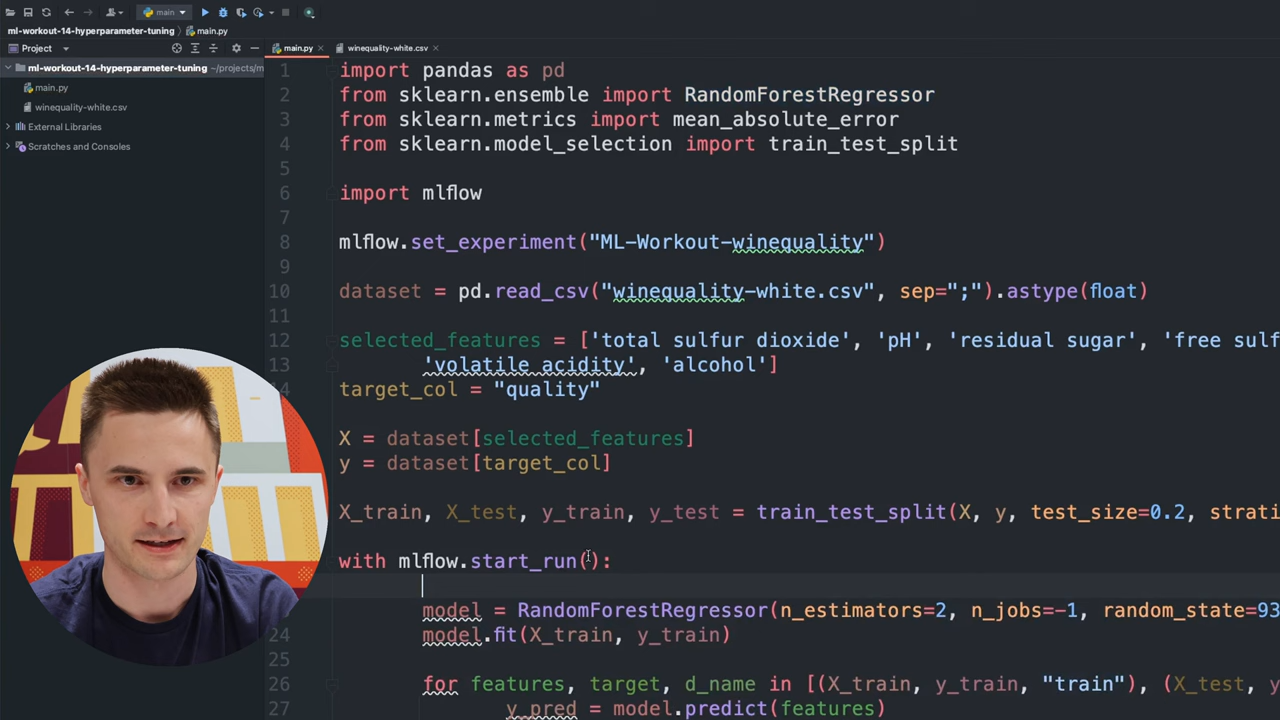 main
ml-workout-14-hyperparameter-tuning
main.py
Project
main.py
winequality-white.csv
ml-workout-14-hyperparameter-tuning ~/projects/m
main.py
winequality-white.csv
External Libraries
Scratches and Consoles
1 import pandas as pd
2 from sklearn.ensemble import RandomForestRegressor
3 from sklearn.metrics import mean_absolute_error
4 from sklearn.model_selection import train_test_split
5
6 import mlflow
7
8 mlflow.set_experiment("ML-Workout-winequality")
9
10 dataset = pd.read_csv("winequality-white.csv", sep=";").astype(float)
11
12 selected_features = ['total sulfur dioxide', 'pH', 'residual sugar', 'free sulf
13 'volatile acidity', 'alcohol']
14 target_col = "quality"
X = dataset[selected_features]
y = dataset[target_col]
X_train, X_test, y_train, y_test = train_test_split(X, y, test_size=0.2, strati
with mlflow.start_run():
model = RandomForestRegressor(n_estimators=2, n_jobs=-1, random_state=93
24 model.fit(X_train, y_train)
25
26 for features, target, d_name in [(X_train, y_train, "train"), (X_test, y
27 y_pred = model.predict(features)